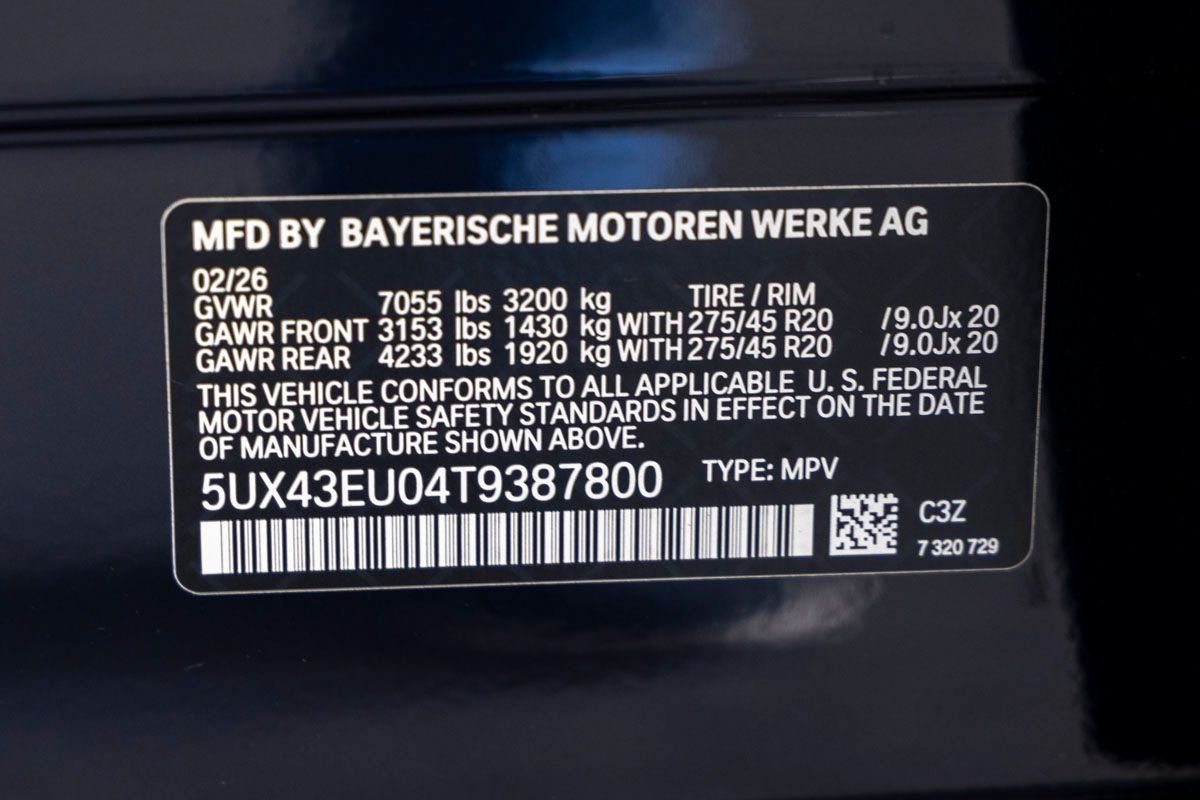 MFD BY BAYERISCHE MOTOREN WERKE AG
02/26
GVWR 7055 lbs 3200 kg TIRE / RIM
GAWR FRONT 3153 lbs 1430 kg WITH 275/45 R20 /9.0Jx 20
GAWR REAR 4233 lbs 1920 kg WITH 275/45 R20 /9.0Jx 20
THIS VEHICLE CONFORMS TO ALL APPLICABLE U. S. FEDERAL
MOTOR VEHICLE SAFETY STANDARDS IN EFFECT ON THE DATE
OF MANUFACTURE SHOWN ABOVE.
5UX43EU04T9387800 TYPE: MPV
C3Z
7 320 729